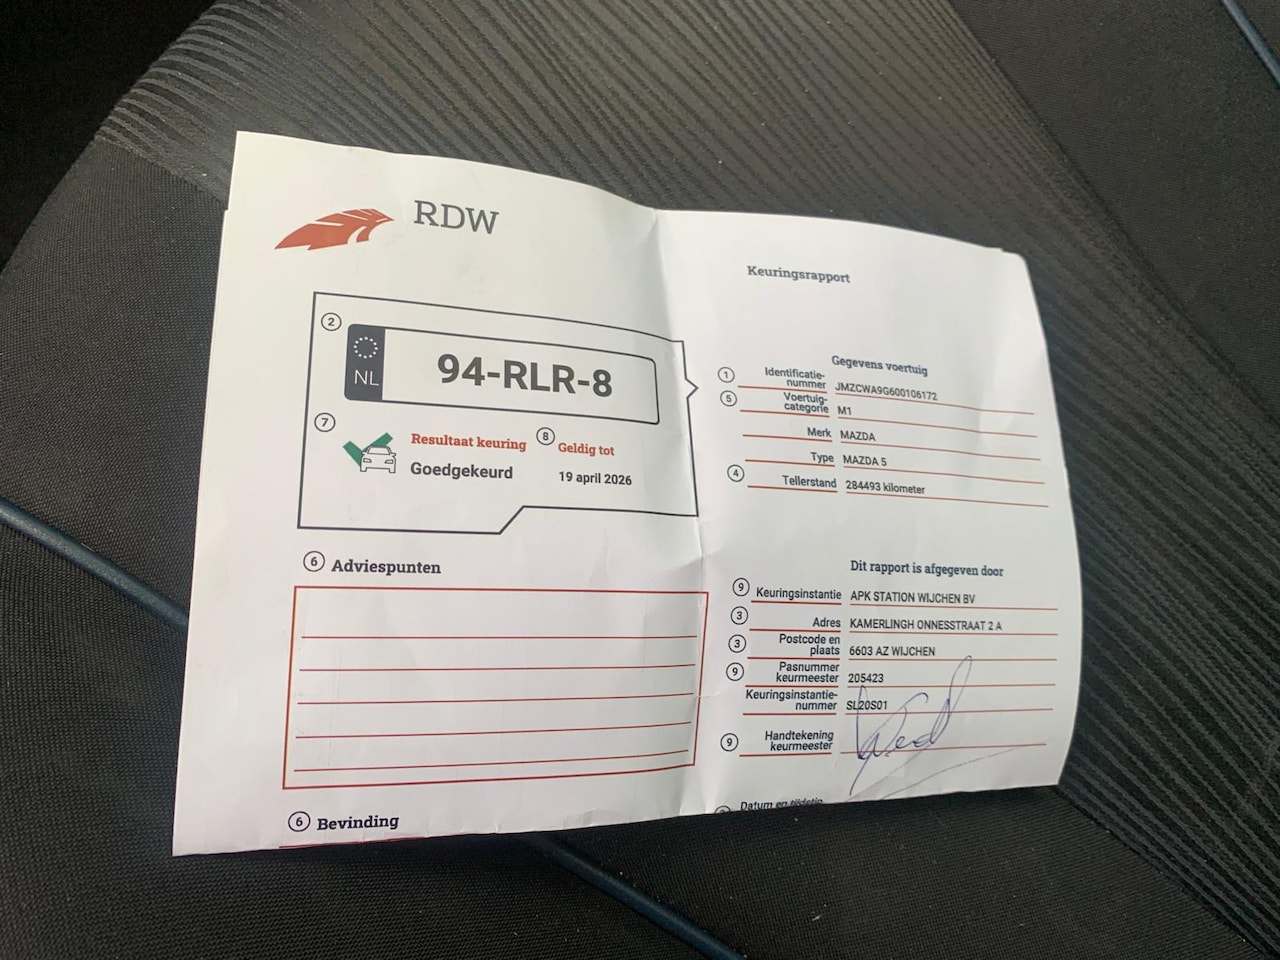 RDW
Keuringsrapport
2
NL
94-RLR-8
7
Resultaat keuring
Goedgekeurd
8
Geldig tot
19 april 2026
6 Adviespunten
6 Bevinding
Gegevens voertuig
1 Identificatie-
nummer JMZCWA9G600106172
5 Voertuig-
categorie M1
Merk MAZDA
Type MAZDA 5
4 Tellerstand 284493 kilometer
Dit rapport is afgegeven door
9 Keuringsinstantie APK STATION WIJCHEN BV
3 Adres KAMERLINGH ONNESSTRAAT 2 A
3 Postcode en
plaats 6603 AZ WIJCHEN
9 Pasnummer
keurmeester 205423
Keuringsinstantie-
nummer SL20S01
9 Handtekening
keurmeester
Datum en tijdstip